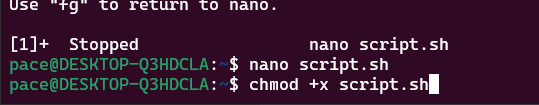 Use "fg" to return to nano.
[1]+  Stopped                 nano script.sh
pace@DESKTOP-Q3HDCLA:~$ nano script.sh
pace@DESKTOP-Q3HDCLA:~$ chmod +x script.sh